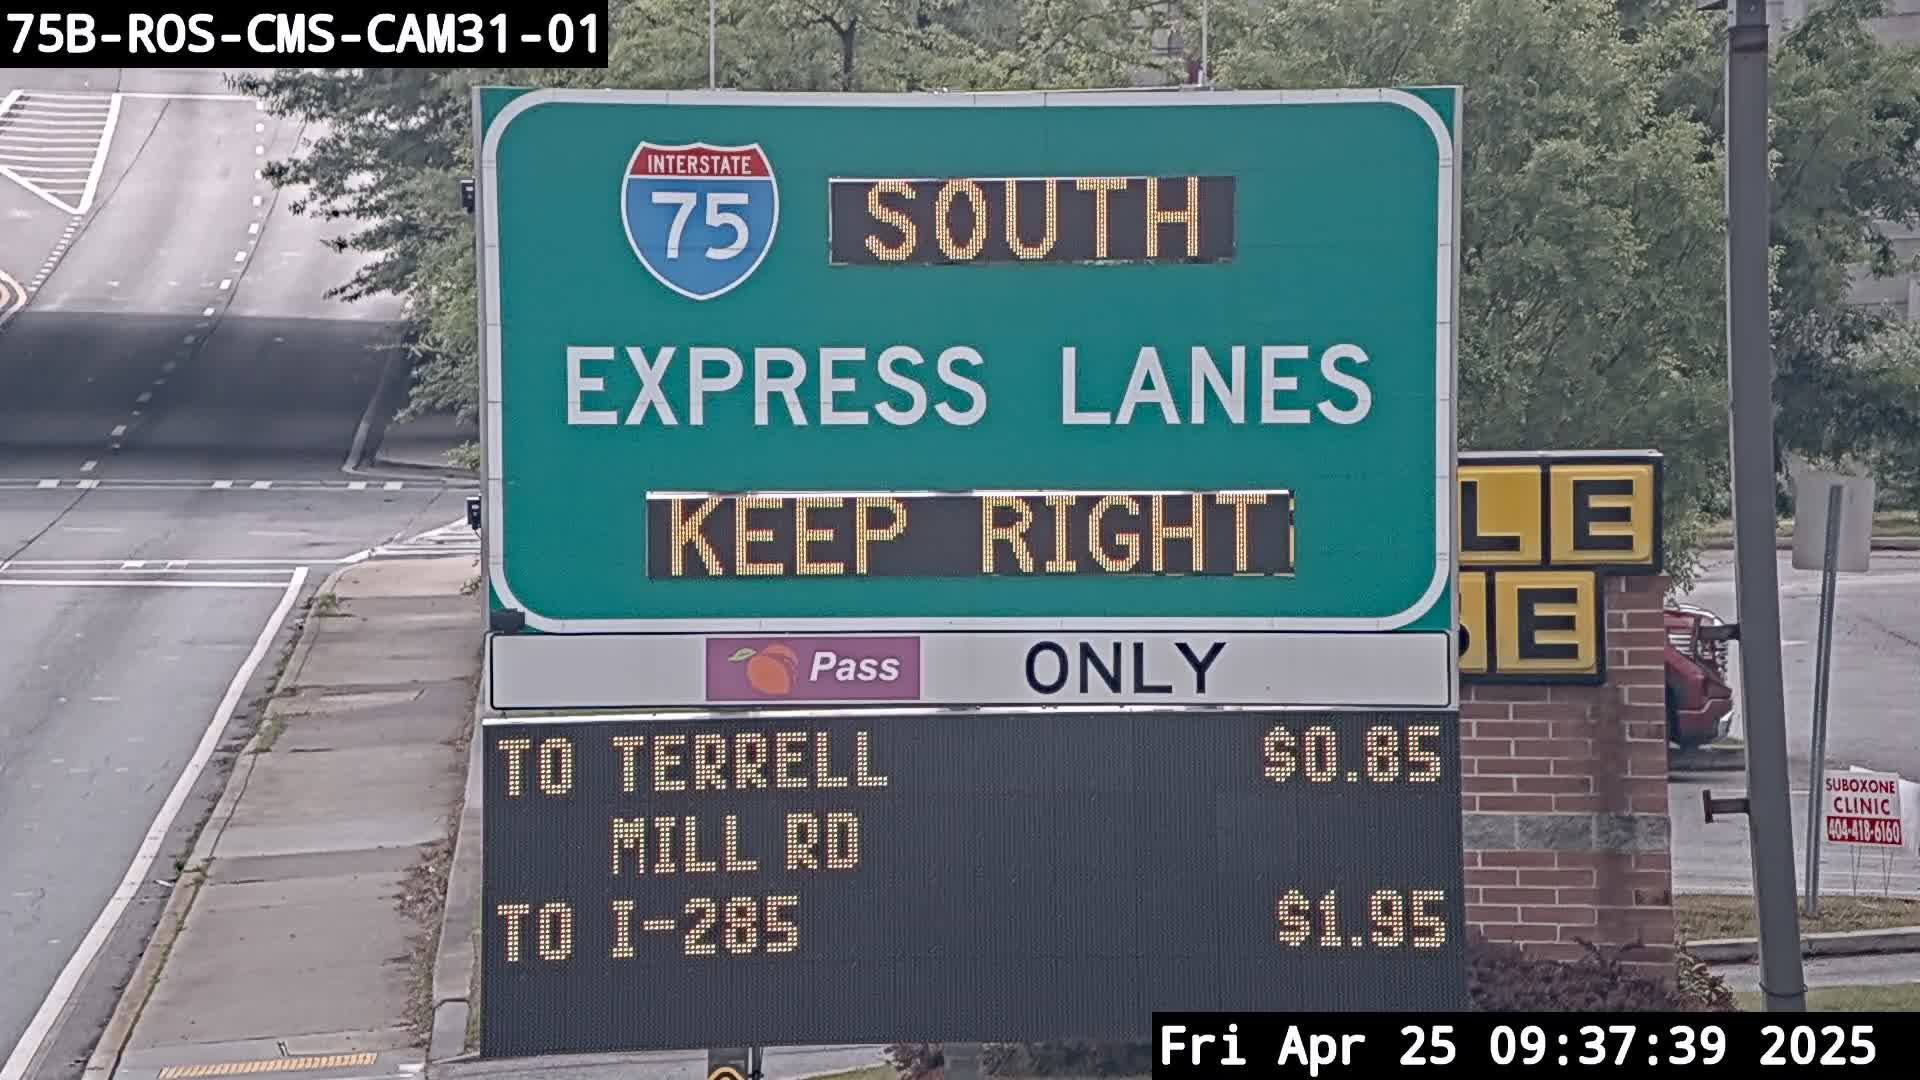 75B-ROS-CMS-CAM31-01
INTERSTATE
75
SOUTH
EXPRESS LANES
KEEP RIGHT
Pass ONLY
TO TERRELL $0.85
MILL RD
TO I-285 $1.95
LE
E
SUBOXONE
CLINIC
404-418-6160
Fri Apr 25 09:37:39 2025